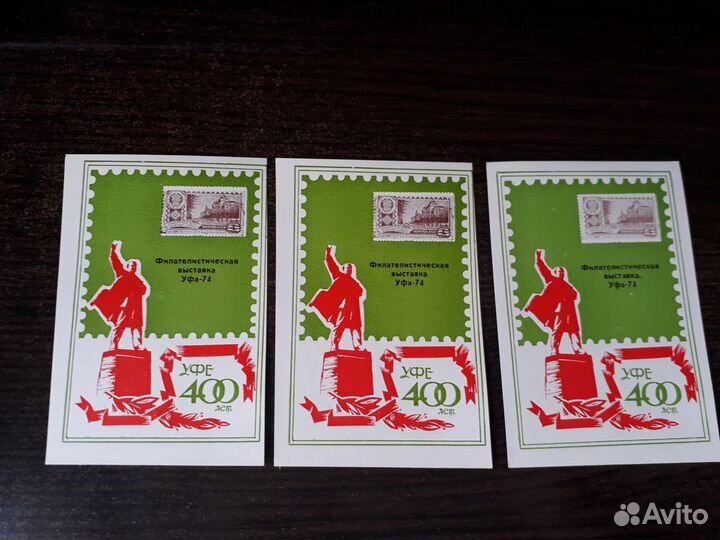 Филателистическая
выставка
Уфа-74
УФЕ-
400
лет
Филателистическая
выставка
Уфа-74
УФЕ-
400
лет
Филателистическая
выставка.
Уфа-74
УФЕ-
400
лет
Avito